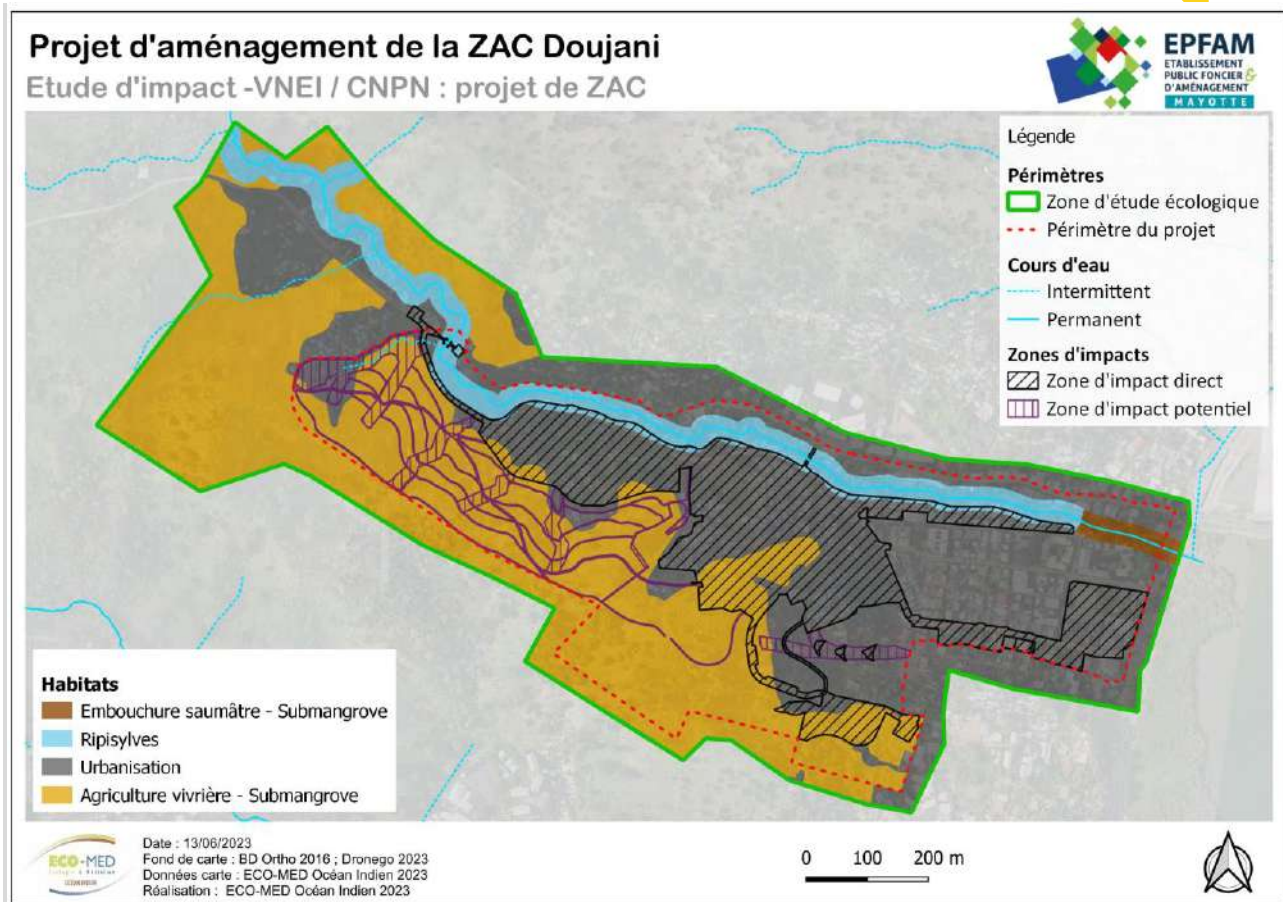 Projet d'aménagement de la ZAC Doujani
Etude d'impact -VNEI / CNPN : projet de ZAC
EPFAM
ETABLISSEMENT
PUBLIC FONCIER &
D'AMÉNAGEMENT
MAYOTTE
Légende
Périmètres
Zone d'étude écologique
Périmètre du projet
Cours d'eau
Intermittent
Permanent
Zones d'impacts
Zone d'impact direct
Zone d'impact potentiel
Habitats
Embouchure saumâtre - Submangrove
Ripisylves
Urbanisation
Agriculture vivrière - Submangrove
ECO-MED
Date : 13/06/2023
Fond de carte : BD Ortho 2016 ; Dronego 2023
Données carte : ECO-MED Océan Indien 2023
Réalisation : ECO-MED Océan Indien 2023
0 100 200 m